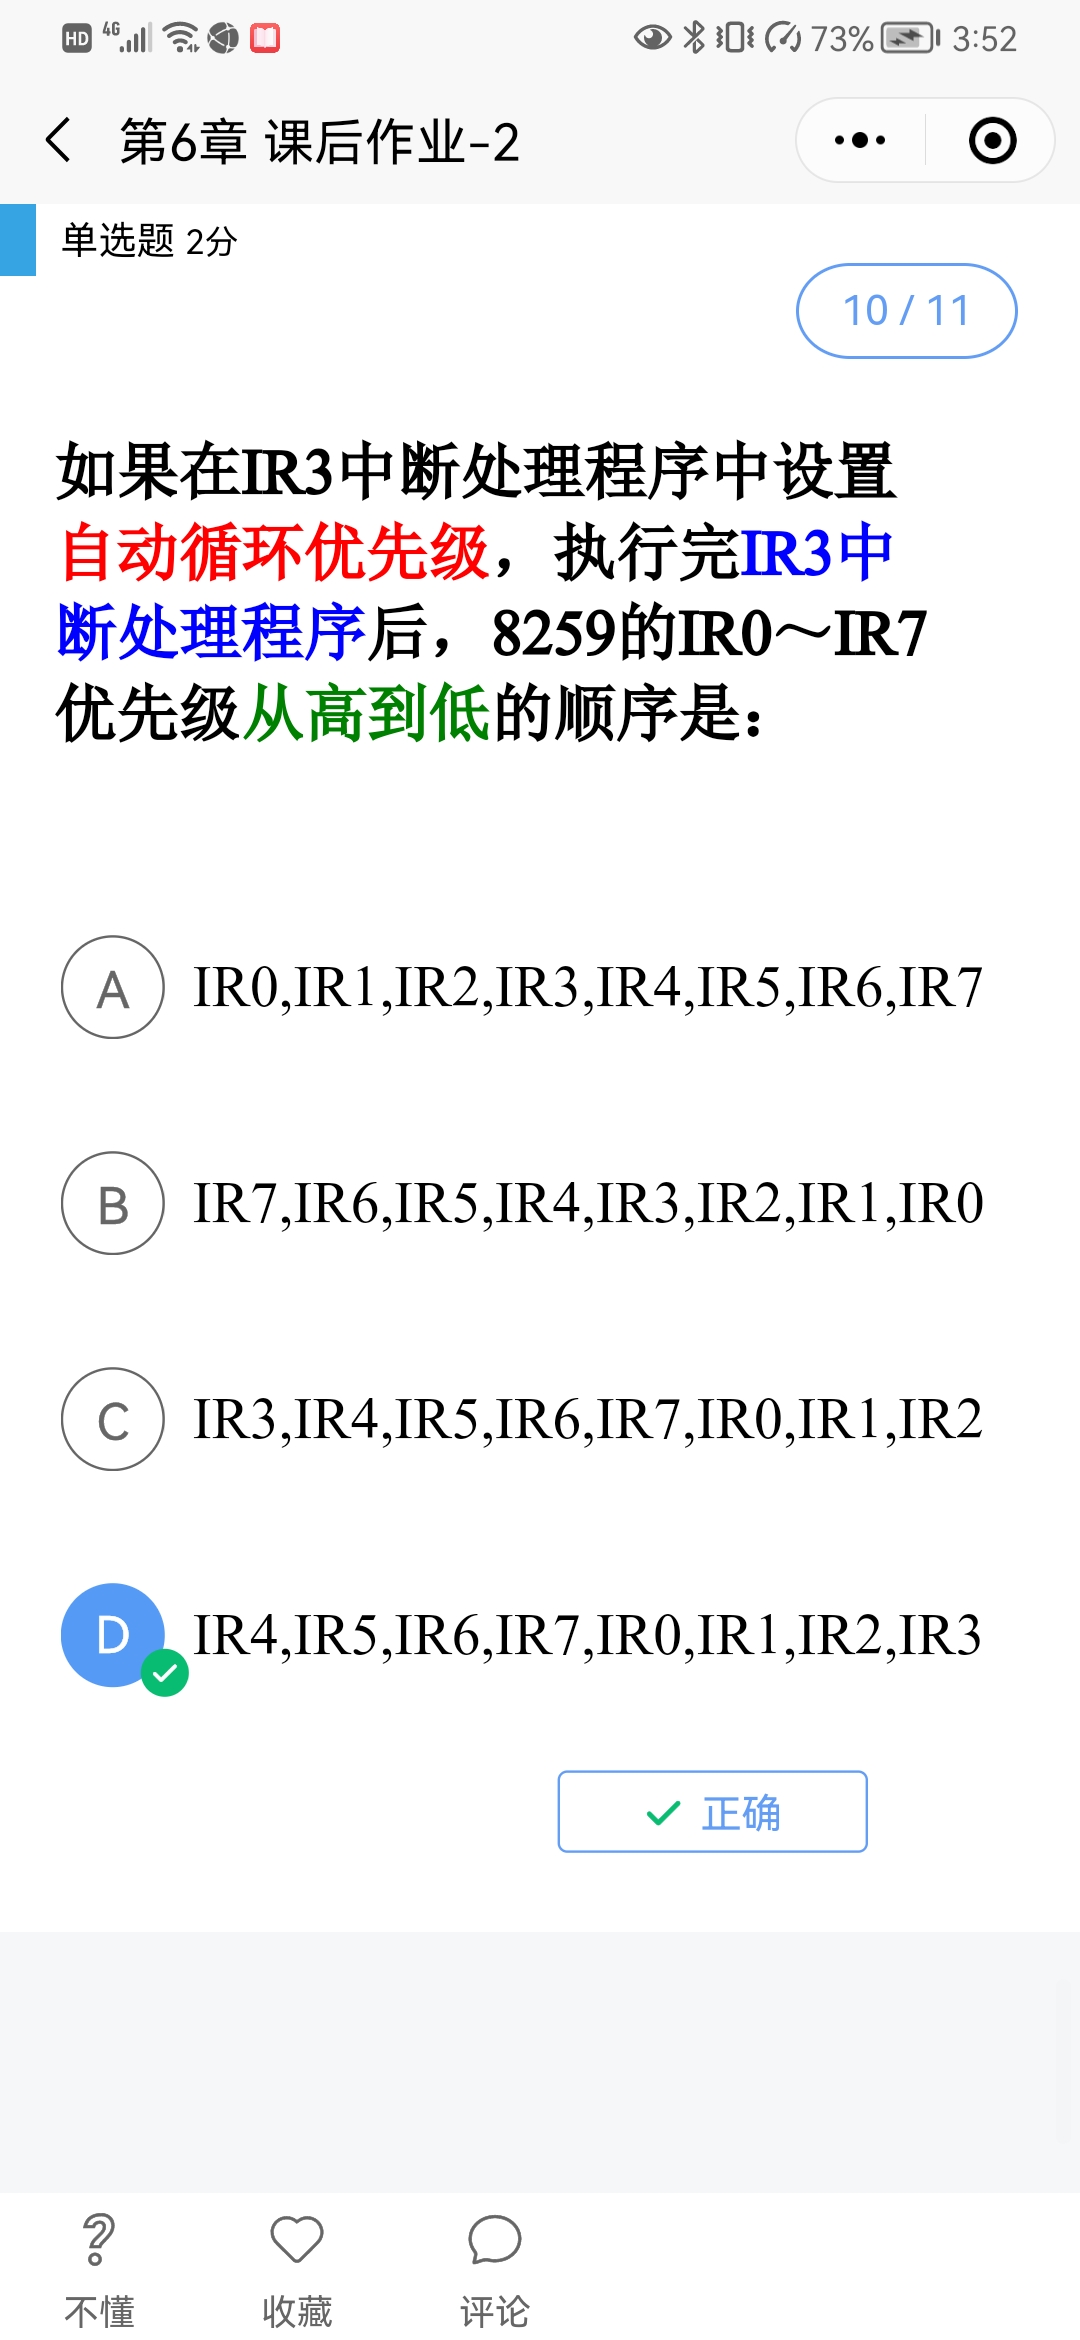 HD 4G 73% 3:52
第6章 课后作业-2
单选题 2分
10 / 11
如果在IR3中断处理程序中设置
自动循环优先级，执行完IR3中
断处理程序后，8259的IR0～IR7
优先级从高到低的顺序是：
A IR0,IR1,IR2,IR3,IR4,IR5,IR6,IR7
B IR7,IR6,IR5,IR4,IR3,IR2,IR1,IR0
C IR3,IR4,IR5,IR6,IR7,IR0,IR1,IR2
D IR4,IR5,IR6,IR7,IR0,IR1,IR2,IR3
正确
不懂 收藏 评论